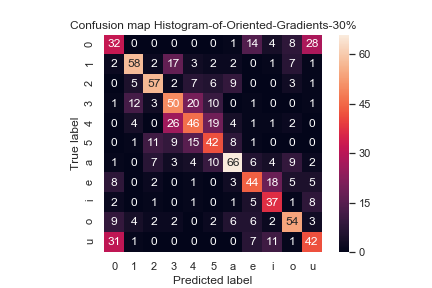 Confusion map Histogram-of-Oriented-Gradients-30%
0 32 0 0 0 0 0 1 14 4 8 28
1 2 58 2 17 3 2 2 0 1 7 1
2 0 5 57 2 7 6 9 0 0 3 1
3 1 12 3 50 20 10 0 1 0 1 0
4 0 4 0 26 46 19 4 1 1 2 0
5 0 1 11 9 15 42 8 1 0 0 0
a 1 0 7 3 4 10 66 6 4 9 2
e 8 0 2 0 1 0 3 44 18 5 5
i 2 0 1 0 1 0 1 5 37 1 8
o 9 4 2 2 0 2 6 6 2 54 3
u 31 1 0 0 0 0 0 7 11 1 42
0 1 2 3 4 5 a e i o u
Predicted label
True label
60
45
30
15
0